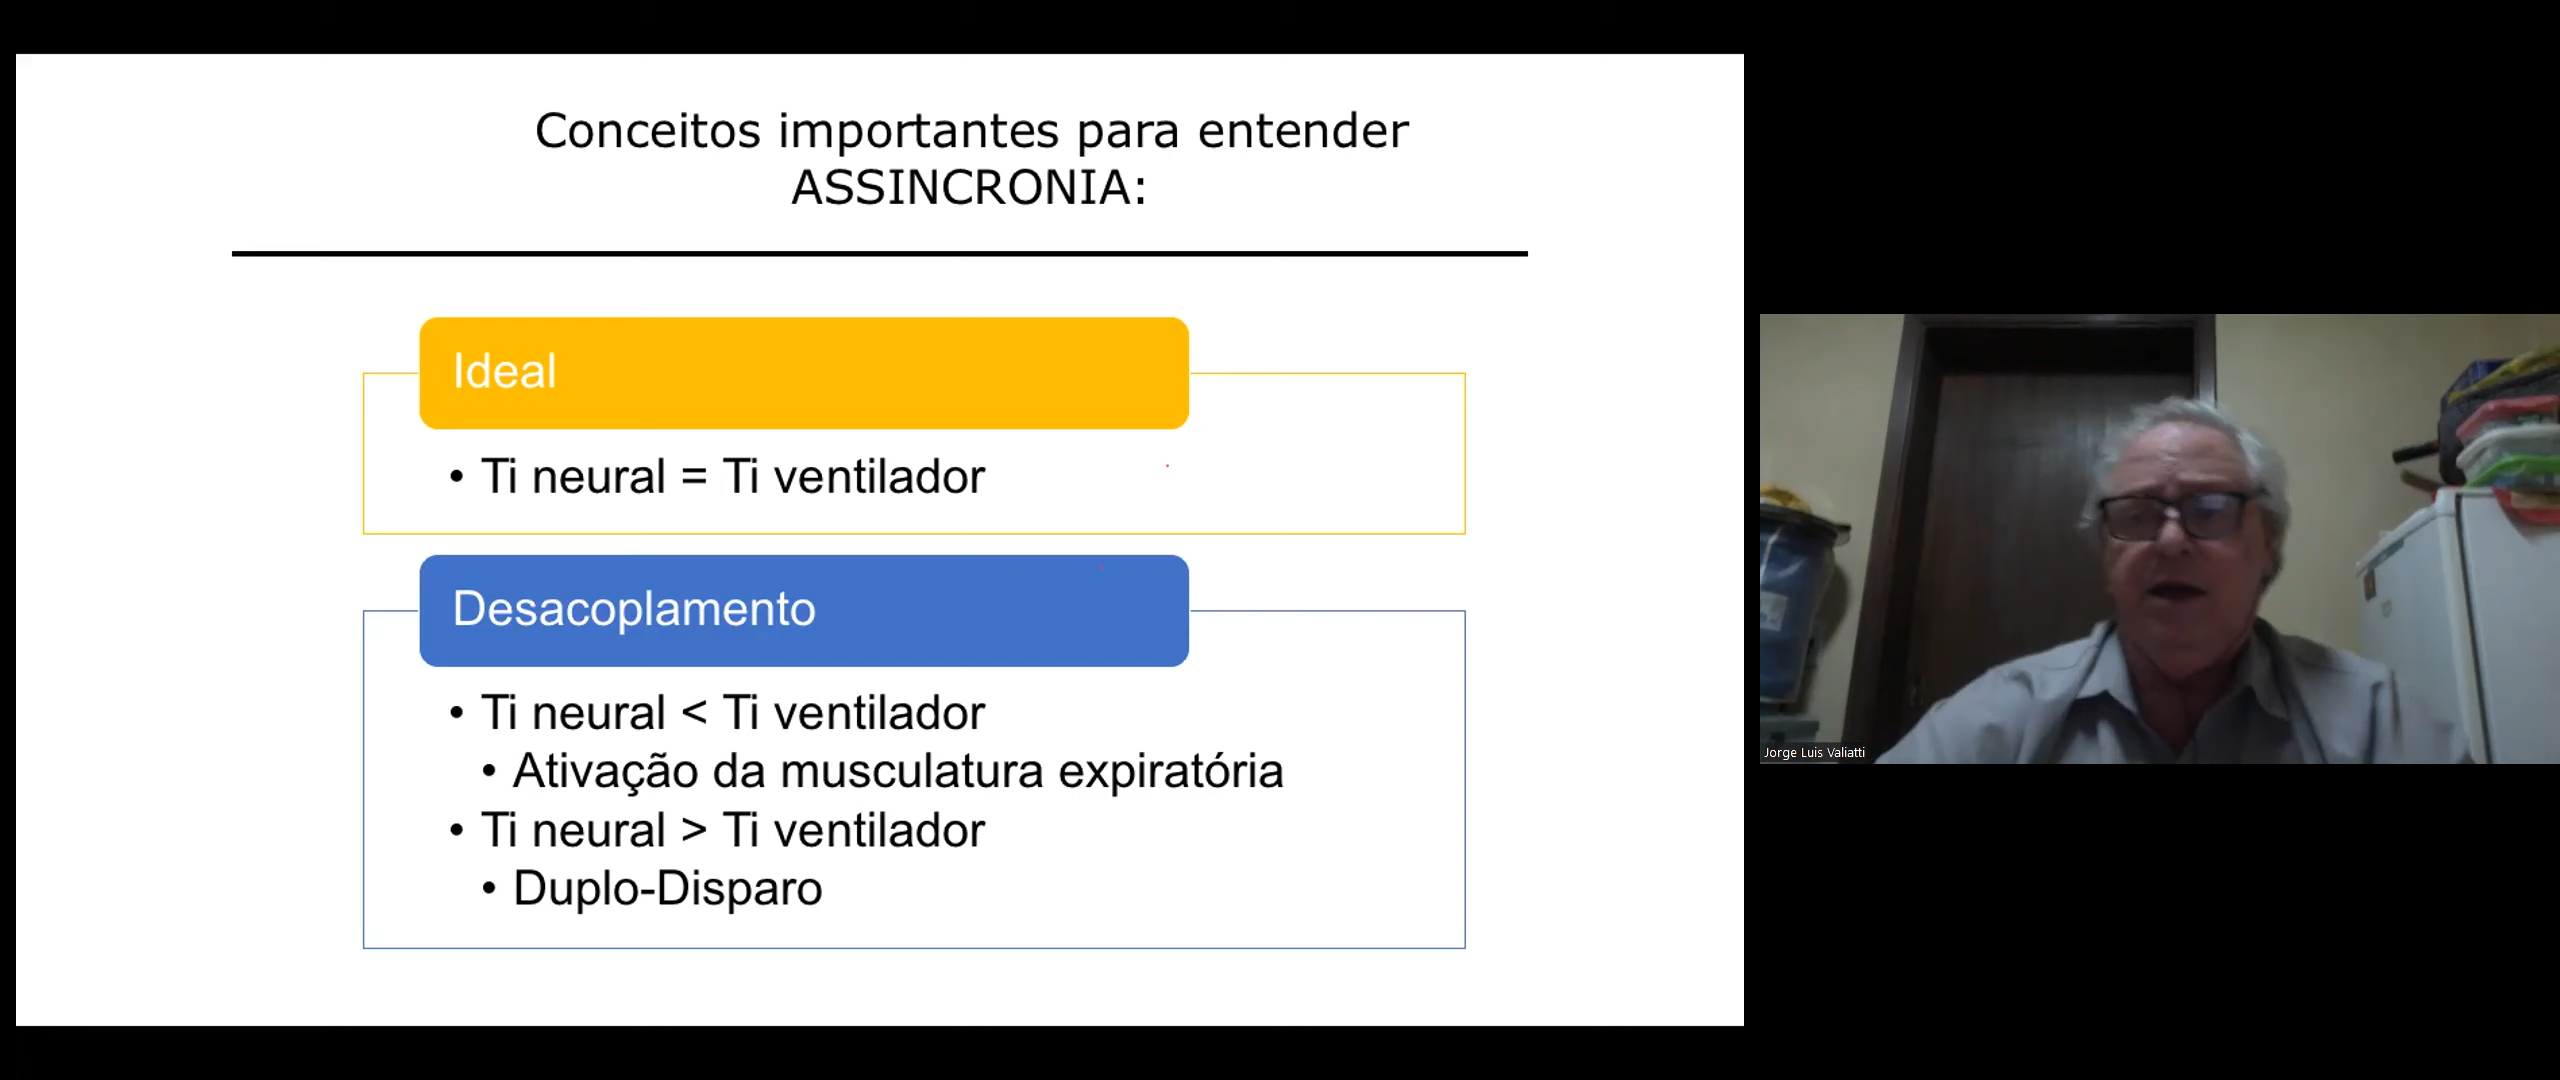 Conceitos importantes para entender
ASSINCRONIA:
Ideal
• Ti neural = Ti ventilador
Desacoplamento
• Ti neural < Ti ventilador
• Ativação da musculatura expiratória
• Ti neural > Ti ventilador
• Duplo-Disparo
Jorge Luis Valiatti